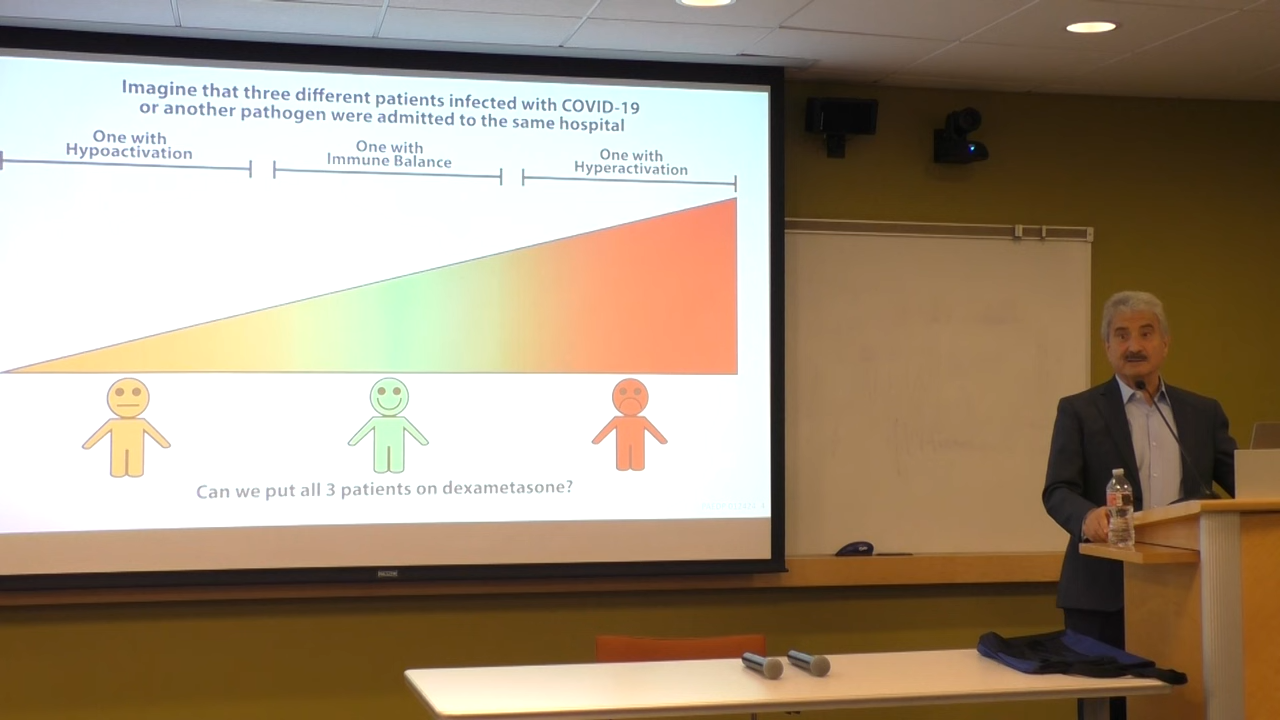 Imagine that three different patients infected with COVID-19
or another pathogen were admitted to the same hospital
One with
Hypoactivation
One with
Immune Balance
One with
Hyperactivation
Can we put all 3 patients on dexametasone?